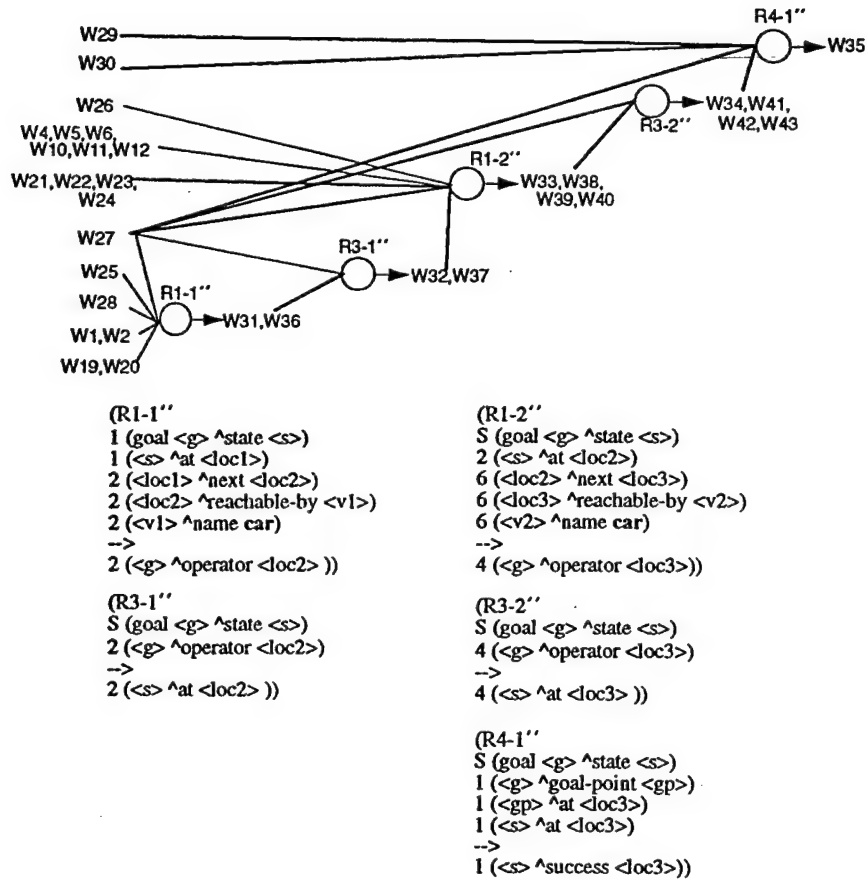 R4-1''
W29
W35
W30
W26
W34,W41,
W42,W43
R3-2''
W4,W5,W6,
W10,W11,W12
R1-2''
W21,W22,W23,
W24
W33,W38,
W39,W40
W27
R3-1''
W25
W32,W37
W28
R1-1''
W1,W2
W31,W36
W19,W20
(R1-1''
1 (goal <g> ^state <s>)
1 (<s> ^at <loc1>)
2 (<loc1> ^next <loc2>)
2 (<loc2> ^reachable-by <v1>)
2 (<v1> ^name car)
-->
2 (<g> ^operator <loc2> ))
(R3-1''
S (goal <g> ^state <s>)
2 (<g> ^operator <loc2>)
-->
2 (<s> ^at <loc2> ))
(R1-2''
S (goal <g> ^state <s>)
2 (<s> ^at <loc2>)
6 (<loc2> ^next <loc3>)
6 (<loc3> ^reachable-by <v2>)
6 (<v2> ^name car)
-->
4 (<g> ^operator <loc3>))
(R3-2''
S (goal <g> ^state <s>)
4 (<g> ^operator <loc3>)
-->
4 (<s> ^at <loc3> ))
(R4-1''
S (goal <g> ^state <s>)
1 (<g> ^goal-point <gp>)
1 (<gp> ^at <loc3>)
1 (<s> ^at <loc3>)
-->
1 (<s> ^success <loc3>))